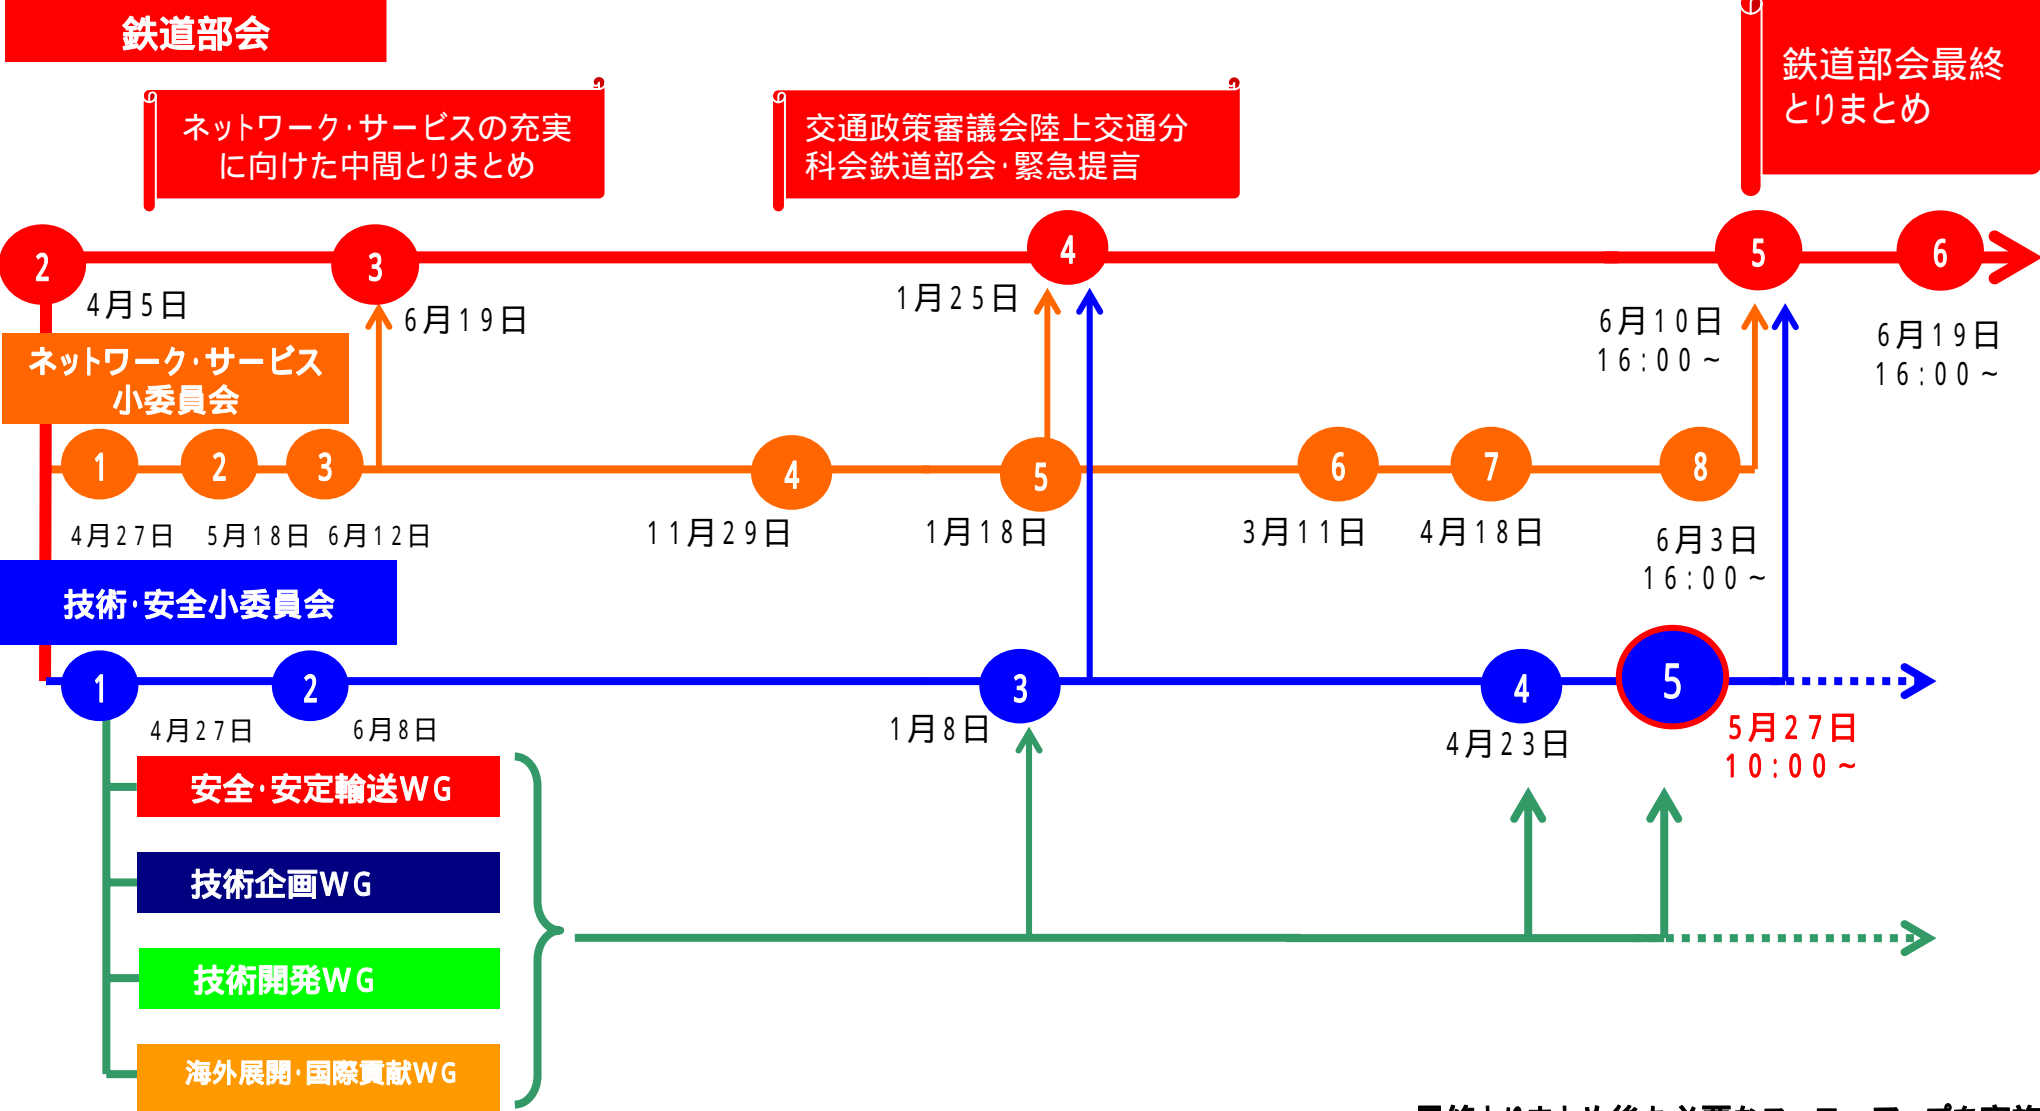 鉄道部会
鉄道部会最終
とりまとめ
ネットワーク・サービスの充実
に向けた中間とりまとめ
交通政策審議会陸上交通分
科会鉄道部会・緊急提言
2
3
4
5
6
4月5日
6月19日
1月25日
6月10日
16:00~
6月19日
16:00~
ネットワーク・サービス
小委員会
1
2
3
4
5
6
7
8
4月27日
5月18日
6月12日
11月29日
1月18日
3月11日
4月18日
6月3日
16:00~
技術・安全小委員会
1
2
3
4
5
4月27日
6月8日
1月8日
4月23日
5月27日
10:00~
安全・安定輸送WG
技術企画WG
技術開発WG
海外展開・国際貢献WG